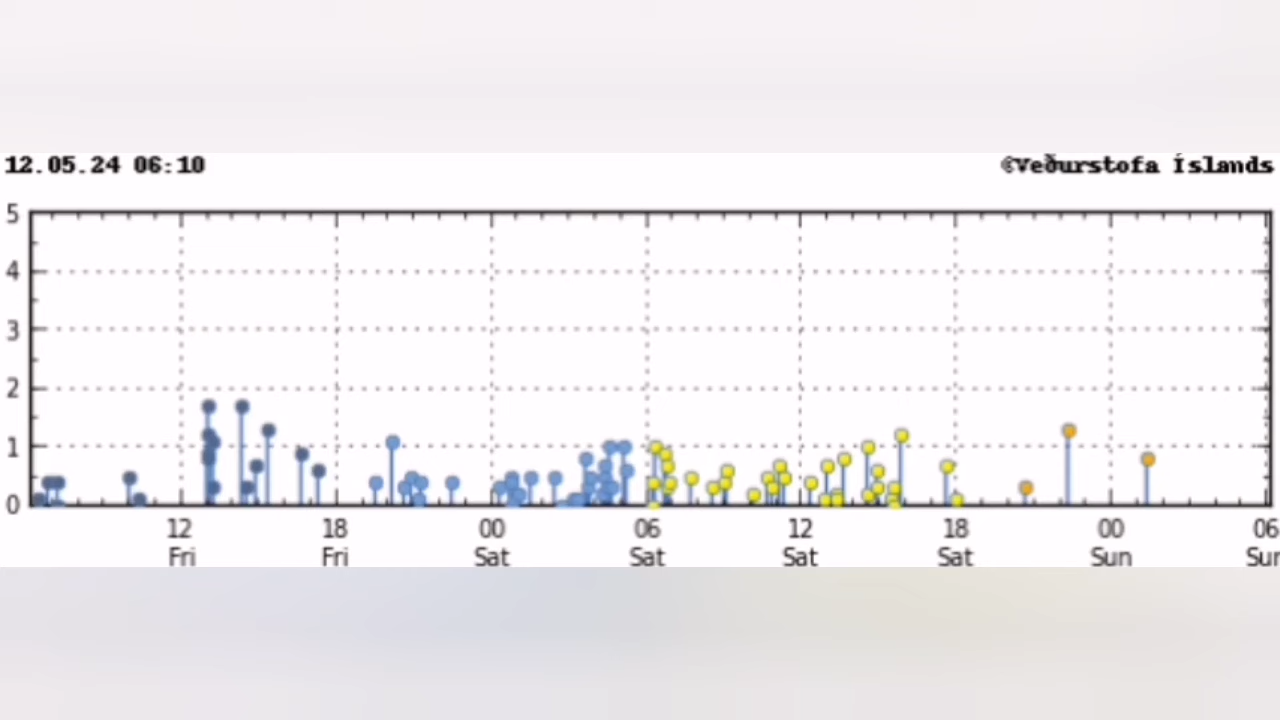 12.05.24 06:10 ©Veðurstofa Íslands
5
4
3
2
1
0
12 18 00 06 12 18 00 06
Fri Fri Sat Sat Sat Sat Sun Sun